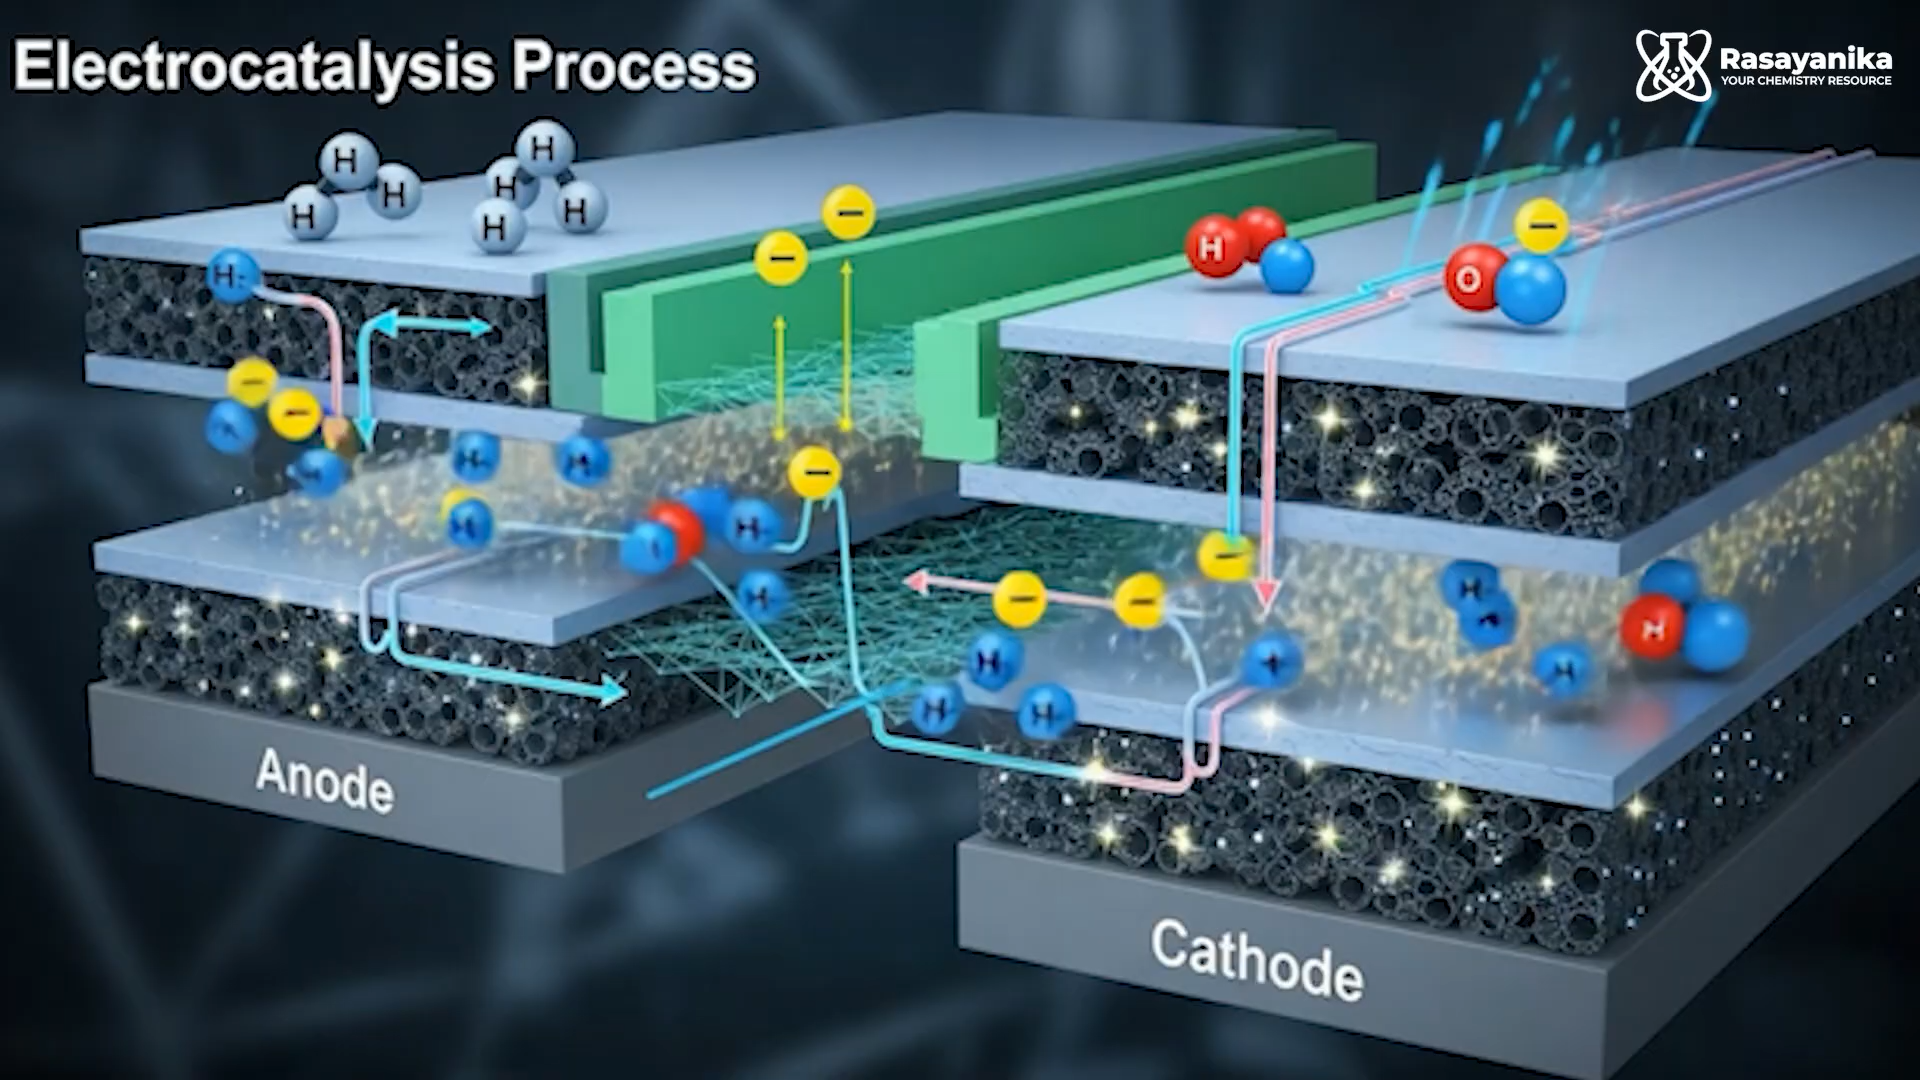 Electrocatalysis Process
Rasayanika
YOUR CHEMISTRY RESOURCE
H H
H H
H H H
H
H
O
H-
H- H
H H-
H
H
H H
H H-
Anode
Cathode